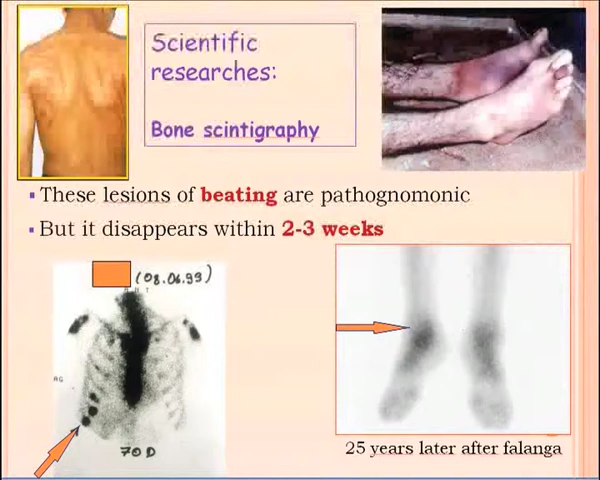 Scientific
researches:
Bone scintigraphy
These lesions of beating are pathognomonic
But it disappears within 2-3 weeks
(08.06.99)
70 D
25 years later after falanga